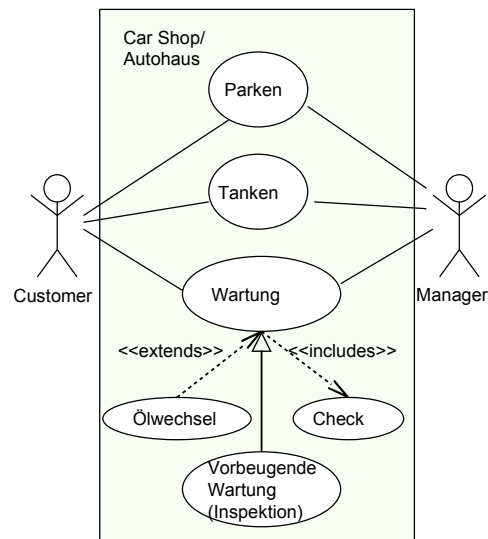 Car Shop/
Autohaus
Parken
Tanken
Customer
Wartung
Manager
<<extends>>
<<includes>>
Ölwechsel
Check
Vorbeugende
Wartung
(Inspektion)